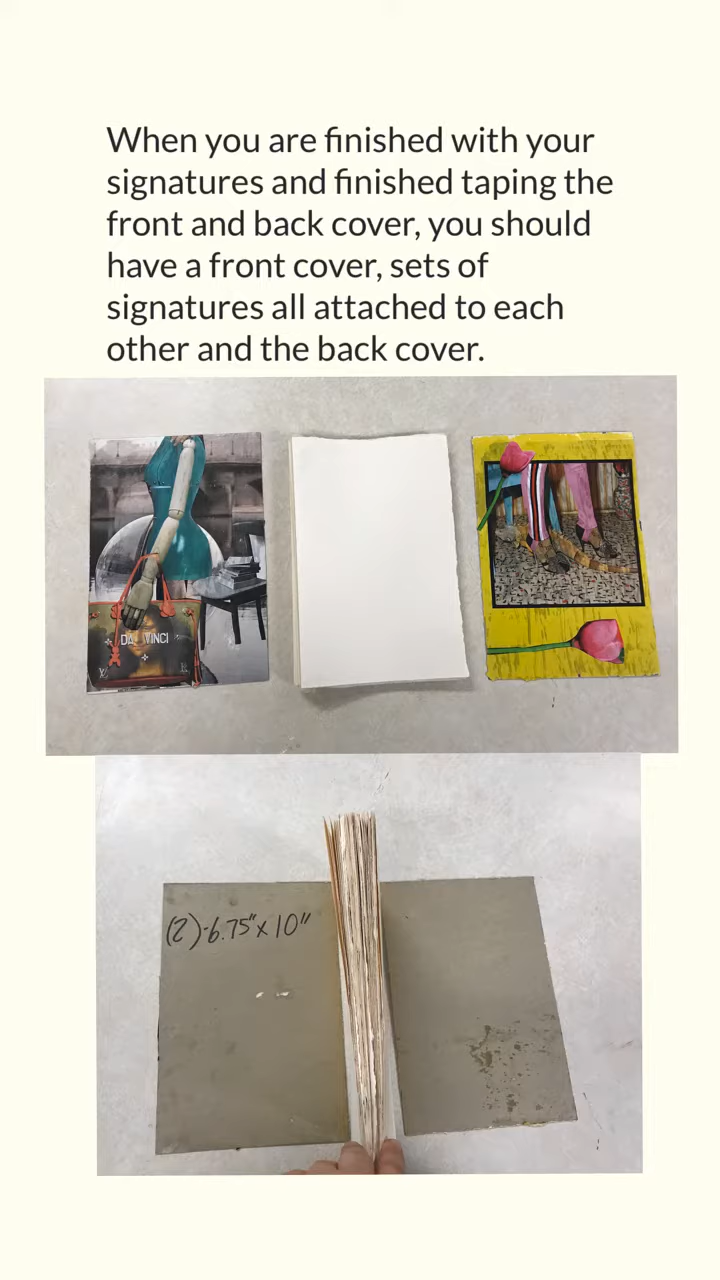 When you are finished with your
signatures and finished taping the
front and back cover, you should
have a front cover, sets of
signatures all attached to each
other and the back cover.
DA VINCI
(2)-6.75"x 10"